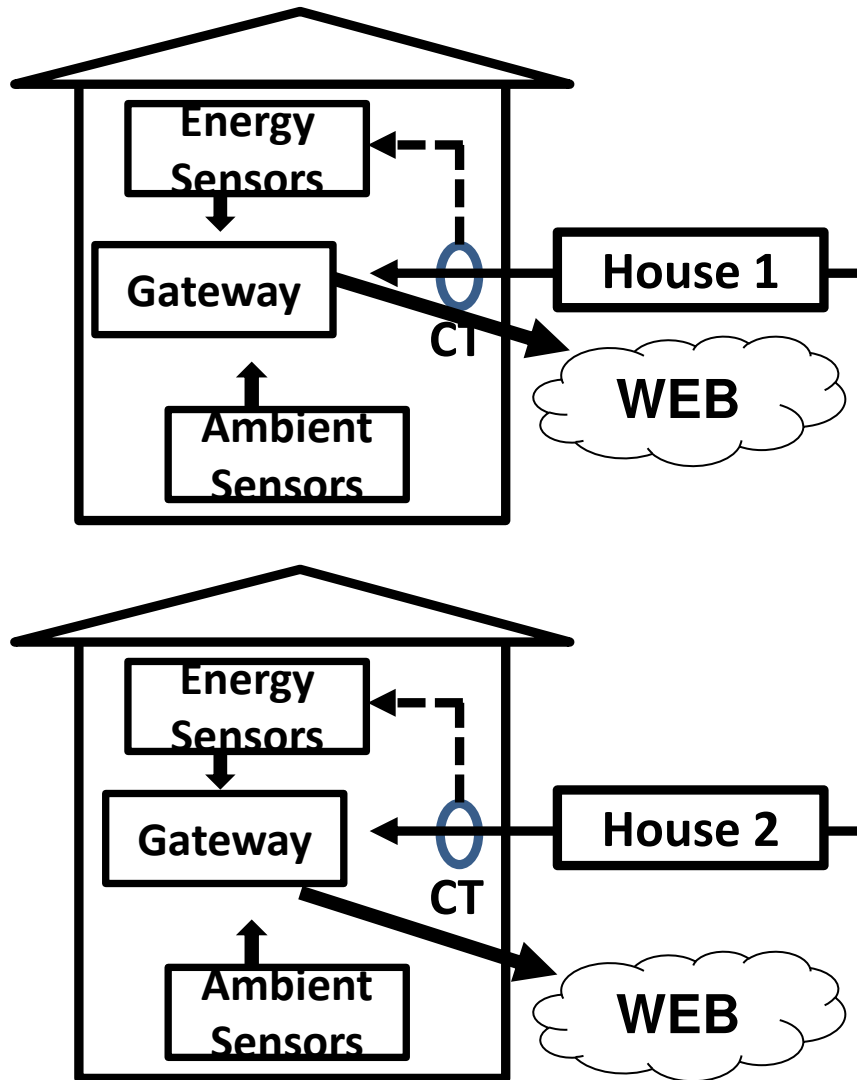 Energy
Sensors
Gateway
House 1
CT
WEB
Ambient
Sensors
Energy
Sensors
Gateway
House 2
CT
WEB
Ambient
Sensors